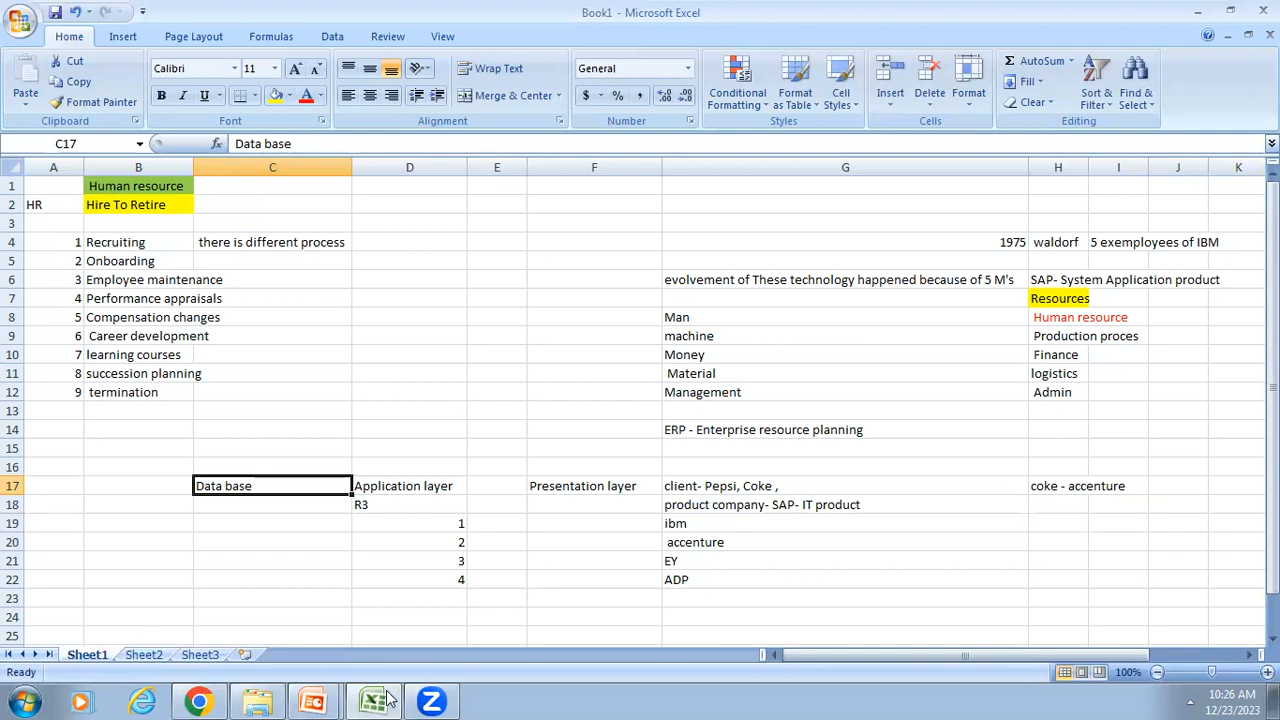 Book1 - Microsoft Excel
Home Insert Page Layout Formulas Data Review View
Paste Cut Calibri 11 Wrap Text General Conditional Formatting Format as Table Cell Styles Insert Delete Format AutoSum Sort & Filter Find & Select
Copy Fill
Format Painter B I U A Merge & Center $ % , Clear
Clipboard Font Alignment Number Styles Cells Editing
C17 fx Data base
A B C D E F G H I J K
1 Human resource
2 HR Hire To Retire
3
4 1 Recruiting there is different process 1975 waldorf 5 exemployees of IBM
5 2 Onboarding
6 3 Employee maintenance evolvement of These technology happened because of 5 M's SAP- System Application product
7 4 Performance appraisals Resources
8 5 Compensation changes Man Human resource
9 6 Career development machine Production proces
10 7 learning courses Money Finance
11 8 succession planning Material logistics
12 9 termination Management Admin
13
14 ERP - Enterprise resource planning
15
16
17 Data base Application layer Presentation layer client- Pepsi, Coke , coke - accenture
18 R3 product company- SAP- IT product
19 1 ibm
20 2 accenture
21 3 EY
22 4 ADP
23
24
25
Sheet1 Sheet2 Sheet3
Ready 100%
10:26 AM
12/23/2023